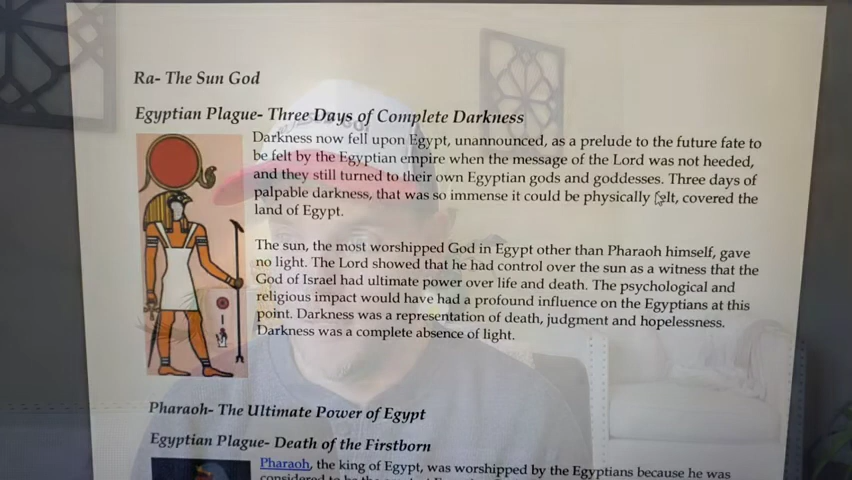 Ra- The Sun God
Egyptian Plague- Three Days of Complete Darkness
Darkness now fell upon Egypt, unannounced, as a prelude to the future fate to
be felt by the Egyptian empire when the message of the Lord was not heeded,
and they still turned to their own Egyptian gods and goddesses. Three days of
palpable darkness, that was so immense it could be physically felt, covered the
land of Egypt.
The sun, the most worshipped God in Egypt other than Pharaoh himself, gave
no light. The Lord showed that he had control over the sun as a witness that the
God of Israel had ultimate power over life and death. The psychological and
religious impact would have had a profound influence on the Egyptians at this
point. Darkness was a representation of death, judgment and hopelessness.
Darkness was a complete absence of light.
Pharaoh- The Ultimate Power of Egypt
Egyptian Plague- Death of the Firstborn
Pharaoh, the king of Egypt, was worshipped by the Egyptians because he was